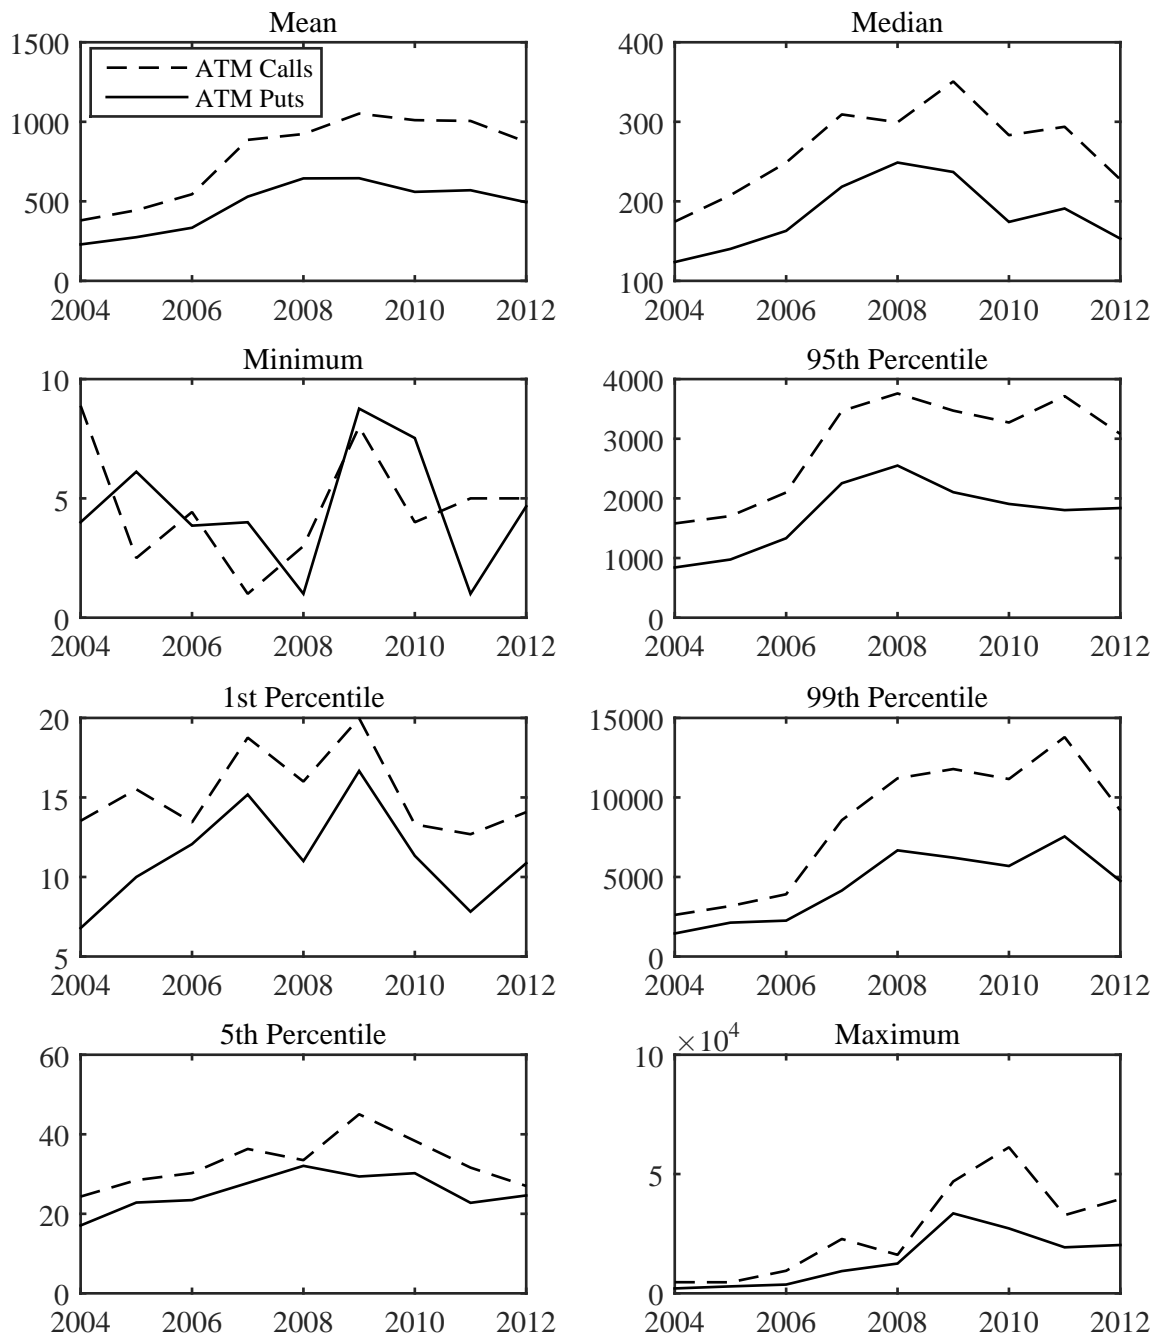 Mean
1500
1000
500
0
ATM Calls
ATM Puts
2004 2006 2008 2010 2012
Median
400
300
200
100
2004 2006 2008 2010 2012
Minimum
10
5
0
2004 2006 2008 2010 2012
95th Percentile
4000
3000
2000
1000
0
2004 2006 2008 2010 2012
1st Percentile
20
15
10
5
2004 2006 2008 2010 2012
99th Percentile
15000
10000
5000
0
2004 2006 2008 2010 2012
5th Percentile
60
40
20
0
2004 2006 2008 2010 2012
Maximum
×10⁴
10
5
0
2004 2006 2008 2010 2012